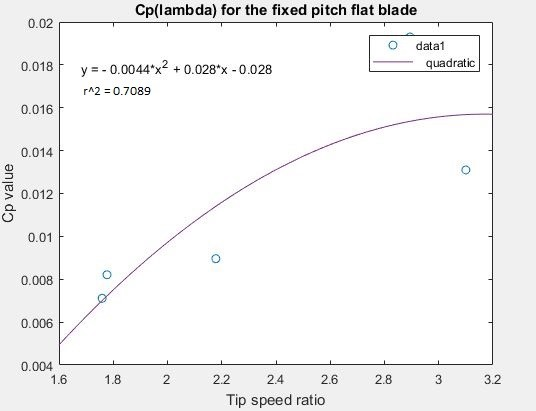 Cp(lambda) for the fixed pitch flat blade
y = - 0.0044*x² + 0.028*x - 0.028
r^2 = 0.7089
data1
quadratic
Cp value
0.02
0.018
0.016
0.014
0.012
0.01
0.008
0.006
0.004
1.6 1.8 2 2.2 2.4 2.6 2.8 3 3.2
Tip speed ratio